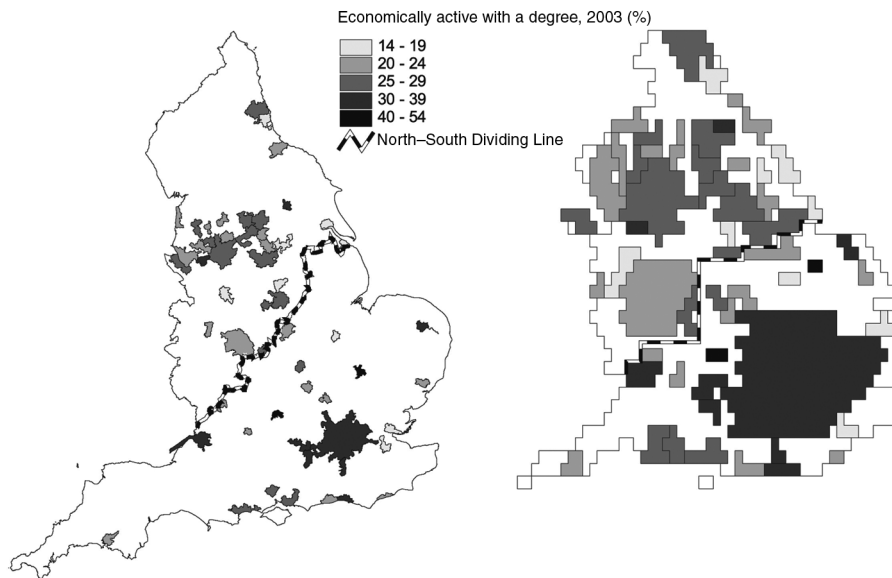 Economically active with a degree, 2003 (%)
14 - 19
20 - 24
25 - 29
30 - 39
40 - 54
North–South Dividing Line